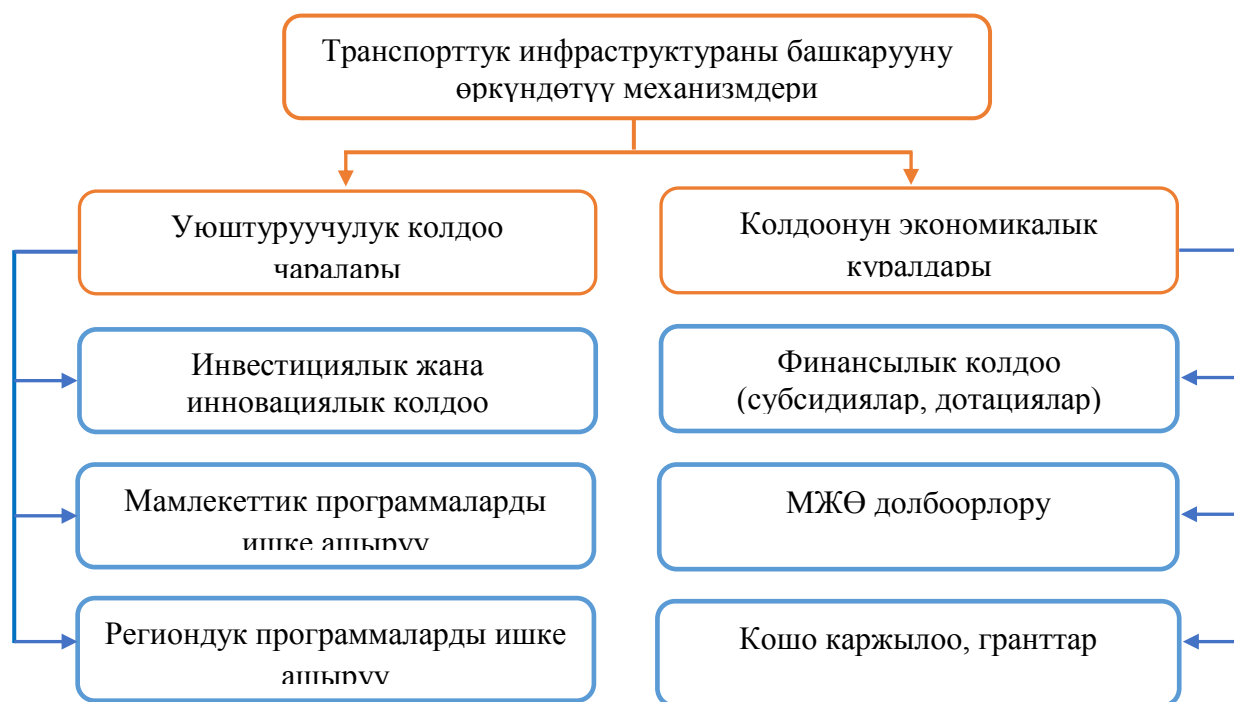 Транспорттук инфраструктураны башкарууну
өркүндөтүү механизмдери
Уюштуруучулук колдоо
чаралары
Колдоонун экономикалык
куралдары
Инвестициялык жана
инновациялык колдоо
Финансылык колдоо
(субсидиялар, дотациялар)
Мамлекеттик программаларды
ишке ашыруу
МЖӨ долбоорлору
Региондук программаларды ишке
ашыруу
Кошо каржылоо, гранттар